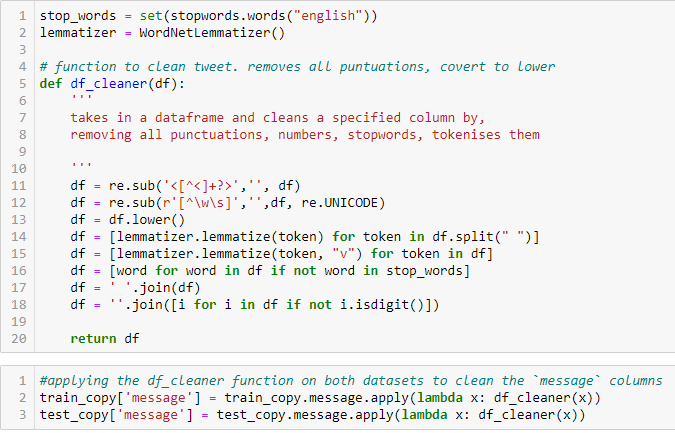 1 stop_words = set(stopwords.words("english"))
2 lemmatizer = WordNetLemmatizer()
3
4 # function to clean tweet. removes all puntuations, covert to lower
5 def df_cleaner(df):
6     '''
7     takes in a dataframe and cleans a specified column by,
8     removing all punctuations, numbers, stopwords, tokenises them
9
10     '''
11     df = re.sub('<[^<]+?>','', df)
12     df = re.sub(r'[^\w\s]','',df, re.UNICODE)
13     df = df.lower()
14     df = [lemmatizer.lemmatize(token) for token in df.split(" ")]
15     df = [lemmatizer.lemmatize(token, "v") for token in df]
16     df = [word for word in df if not word in stop_words]
17     df = ' '.join(df)
18     df = ''.join([i for i in df if not i.isdigit()])
19
20     return df
1 #applying the df_cleaner function on both datasets to clean the `message` columns
2 train_copy['message'] = train_copy.message.apply(lambda x: df_cleaner(x))
3 test_copy['message'] = test_copy.message.apply(lambda x: df_cleaner(x))